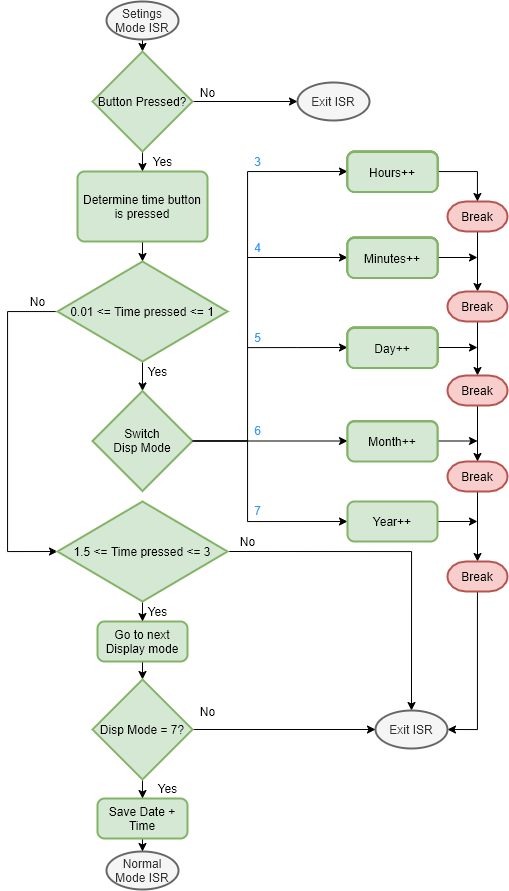 Setings
Mode ISR
Button Pressed?
No
Exit ISR
Yes
Determine time button
is pressed
3
Hours++
Break
4
Minutes++
No
0.01 <= Time pressed <= 1
Break
5
Day++
Yes
Break
Switch
Disp Mode
6
Month++
Break
7
Year++
1.5 <= Time pressed <= 3
No
Break
Yes
Go to next
Display mode
Disp Mode = 7?
No
Exit ISR
Yes
Save Date +
Time
Normal
Mode ISR